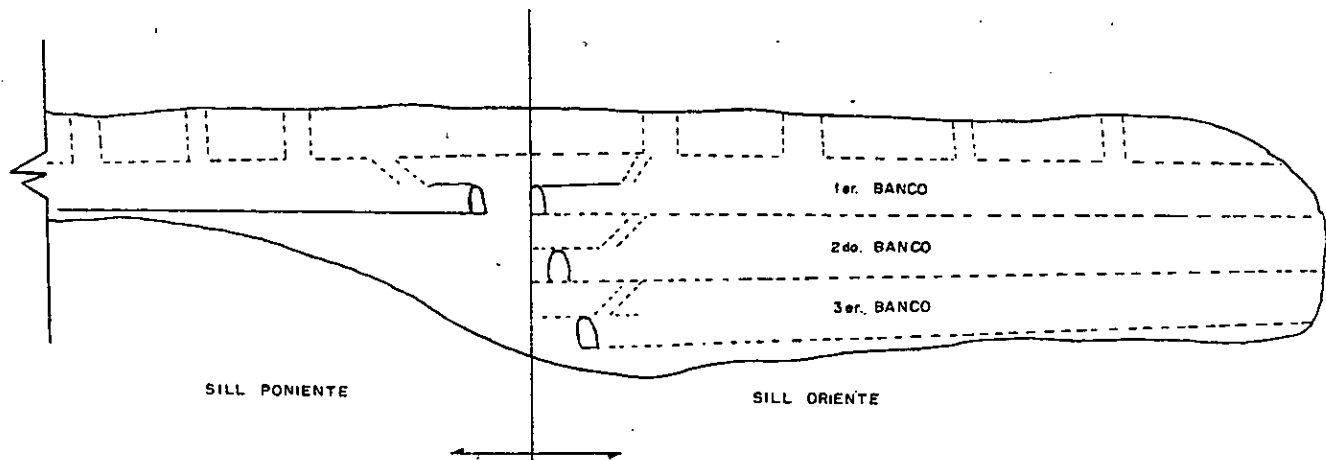 1er. BANCO
2do. BANCO
3er. BANCO
SILL PONIENTE
SILL ORIENTE